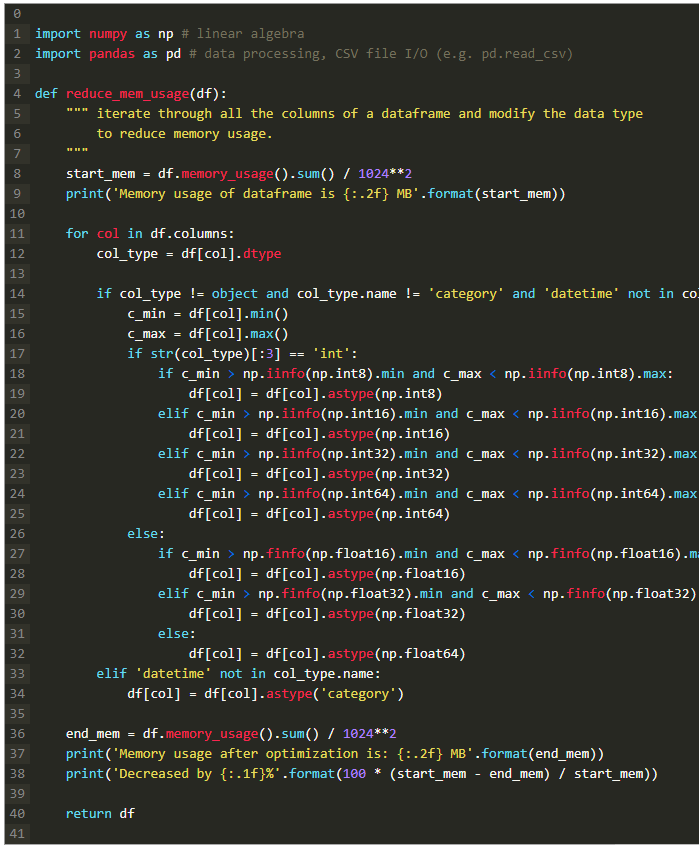 0
1 import numpy as np # linear algebra
2 import pandas as pd # data processing, CSV file I/O (e.g. pd.read_csv)
3
4 def reduce_mem_usage(df):
5     """ iterate through all the columns of a dataframe and modify the data type
6         to reduce memory usage.
7     """
8     start_mem = df.memory_usage().sum() / 1024**2
9     print('Memory usage of dataframe is {:.2f} MB'.format(start_mem))
10
11     for col in df.columns:
12         col_type = df[col].dtype
13
14         if col_type != object and col_type.name != 'category' and 'datetime' not in col
15             c_min = df[col].min()
16             c_max = df[col].max()
17             if str(col_type)[:3] == 'int':
18                 if c_min > np.iinfo(np.int8).min and c_max < np.iinfo(np.int8).max:
19                     df[col] = df[col].astype(np.int8)
20                 elif c_min > np.iinfo(np.int16).min and c_max < np.iinfo(np.int16).max
21                     df[col] = df[col].astype(np.int16)
22                 elif c_min > np.iinfo(np.int32).min and c_max < np.iinfo(np.int32).max
23                     df[col] = df[col].astype(np.int32)
24                 elif c_min > np.iinfo(np.int64).min and c_max < np.iinfo(np.int64).max
25                     df[col] = df[col].astype(np.int64)
26             else:
27                 if c_min > np.finfo(np.float16).min and c_max < np.finfo(np.float16).ma
28                     df[col] = df[col].astype(np.float16)
29                 elif c_min > np.finfo(np.float32).min and c_max < np.finfo(np.float32)
30                     df[col] = df[col].astype(np.float32)
31                 else:
32                     df[col] = df[col].astype(np.float64)
33         elif 'datetime' not in col_type.name:
34             df[col] = df[col].astype('category')
35
36     end_mem = df.memory_usage().sum() / 1024**2
37     print('Memory usage after optimization is: {:.2f} MB'.format(end_mem))
38     print('Decreased by {:.1f}%'.format(100 * (start_mem - end_mem) / start_mem))
39
40     return df
41